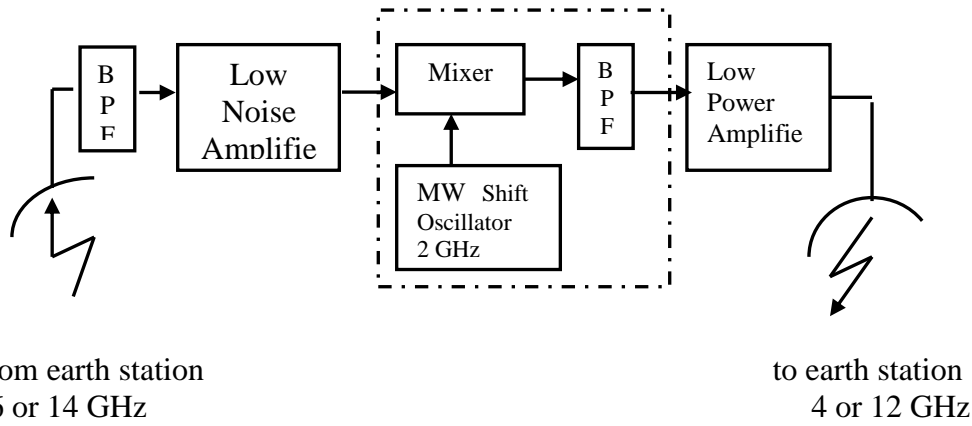 B
P
F
Low
Noise
Amplifie
Mixer
B
P
F
Low
Power
Amplifie
MW Shift
Oscillator
2 GHz
om earth station
or 14 GHz
to earth station
4 or 12 GHz